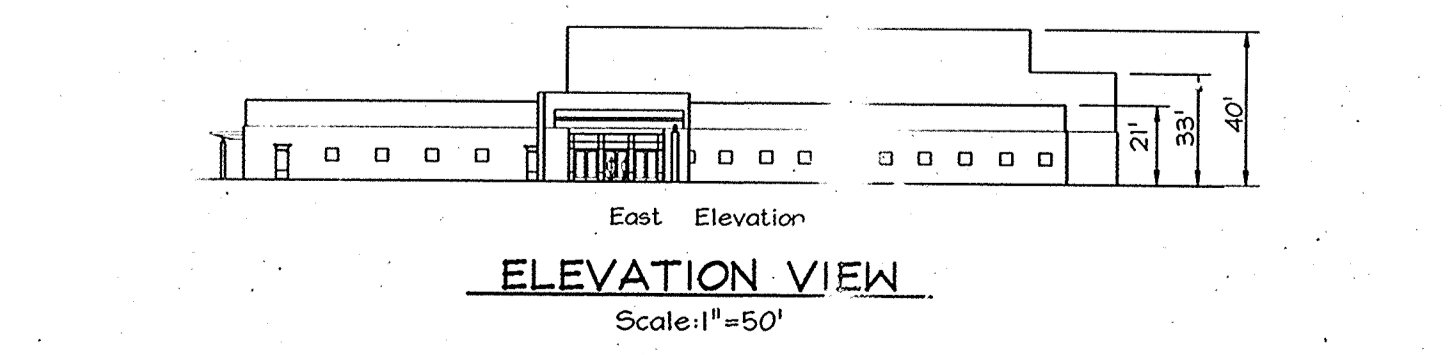 21'
33'
40'
East Elevation
ELEVATION VIEW
Scale:1"=50'